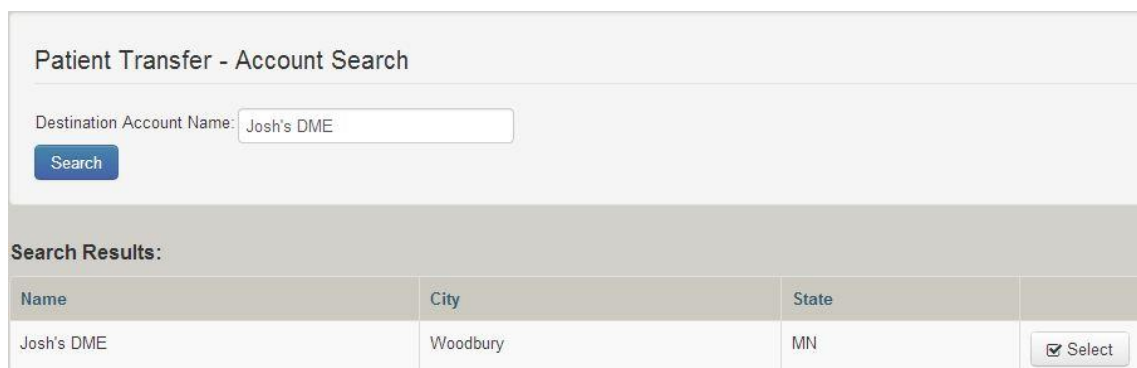 Patient Transfer - Account Search
Destination Account Name: Josh's DME
Search
Search Results:
Name City State
Josh's DME Woodbury MN Select